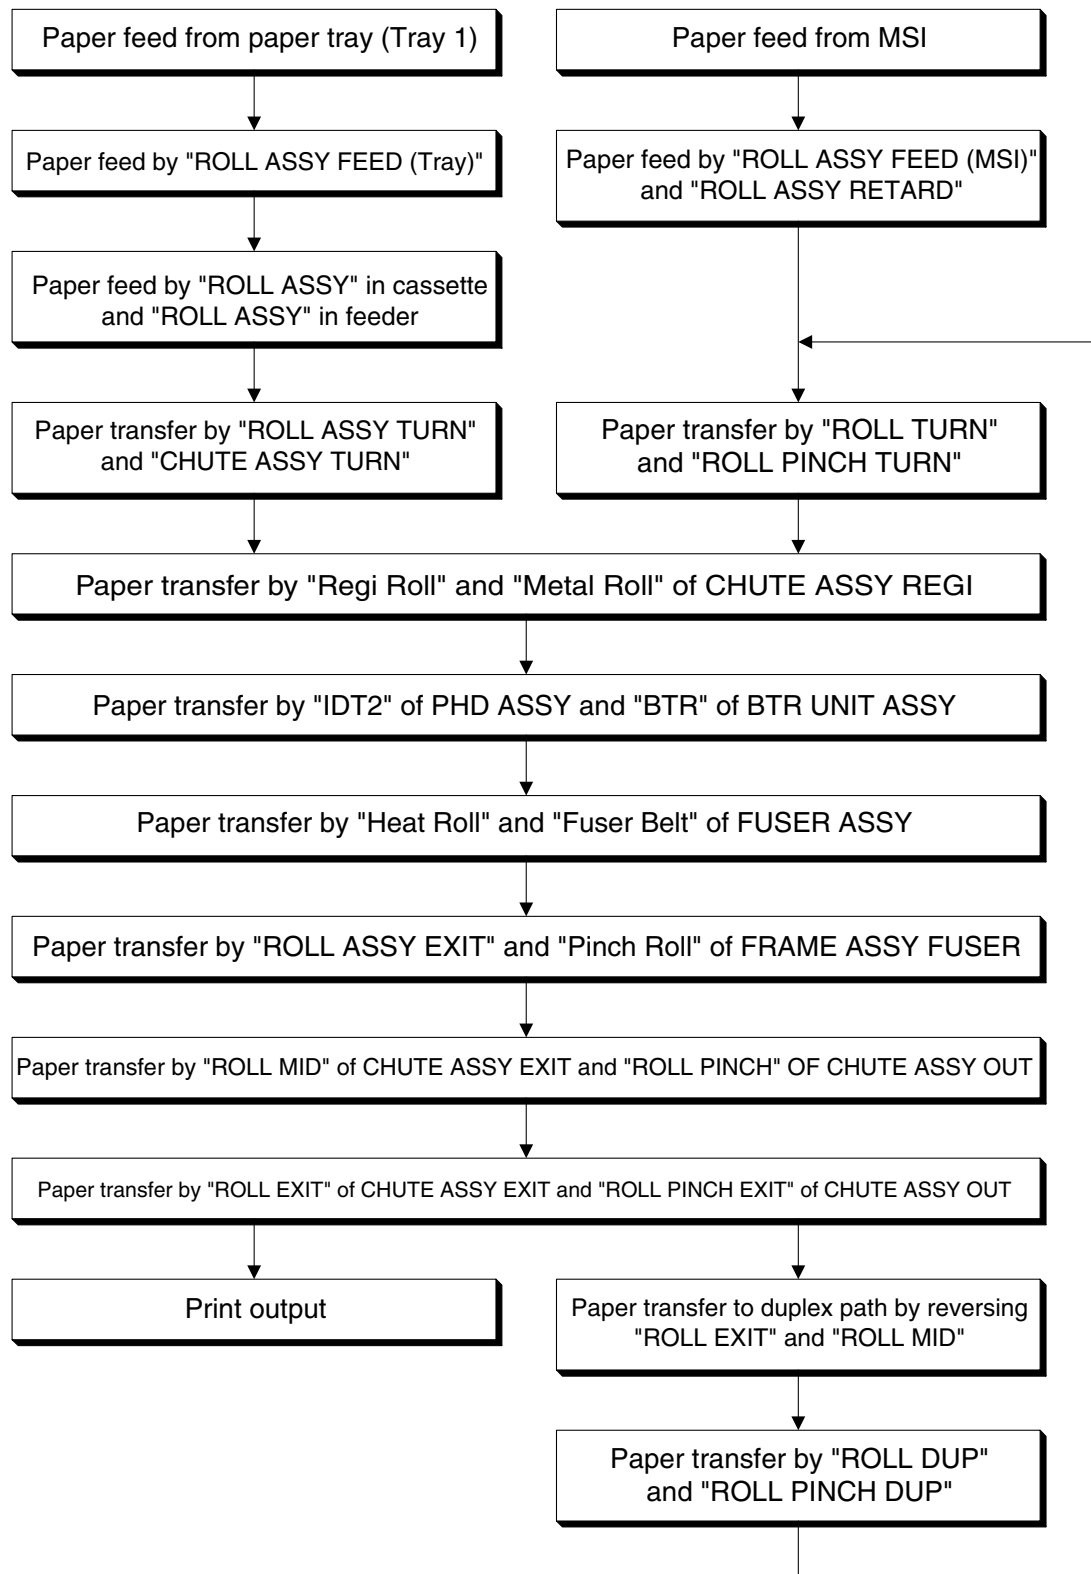 Paper feed from paper tray (Tray 1)
Paper feed from MSI
Paper feed by "ROLL ASSY FEED (Tray)"
Paper feed by "ROLL ASSY FEED (MSI)"
and "ROLL ASSY RETARD"
Paper feed by "ROLL ASSY" in cassette
and "ROLL ASSY" in feeder
Paper transfer by "ROLL ASSY TURN"
and "CHUTE ASSY TURN"
Paper transfer by "ROLL TURN"
and "ROLL PINCH TURN"
Paper transfer by "Regi Roll" and "Metal Roll" of CHUTE ASSY REGI
Paper transfer by "IDT2" of PHD ASSY and "BTR" of BTR UNIT ASSY
Paper transfer by "Heat Roll" and "Fuser Belt" of FUSER ASSY
Paper transfer by "ROLL ASSY EXIT" and "Pinch Roll" of FRAME ASSY FUSER
Paper transfer by "ROLL MID" of CHUTE ASSY EXIT and "ROLL PINCH" OF CHUTE ASSY OUT
Paper transfer by "ROLL EXIT" of CHUTE ASSY EXIT and "ROLL PINCH EXIT" of CHUTE ASSY OUT
Print output
Paper transfer to duplex path by reversing
"ROLL EXIT" and "ROLL MID"
Paper transfer by "ROLL DUP"
and "ROLL PINCH DUP"